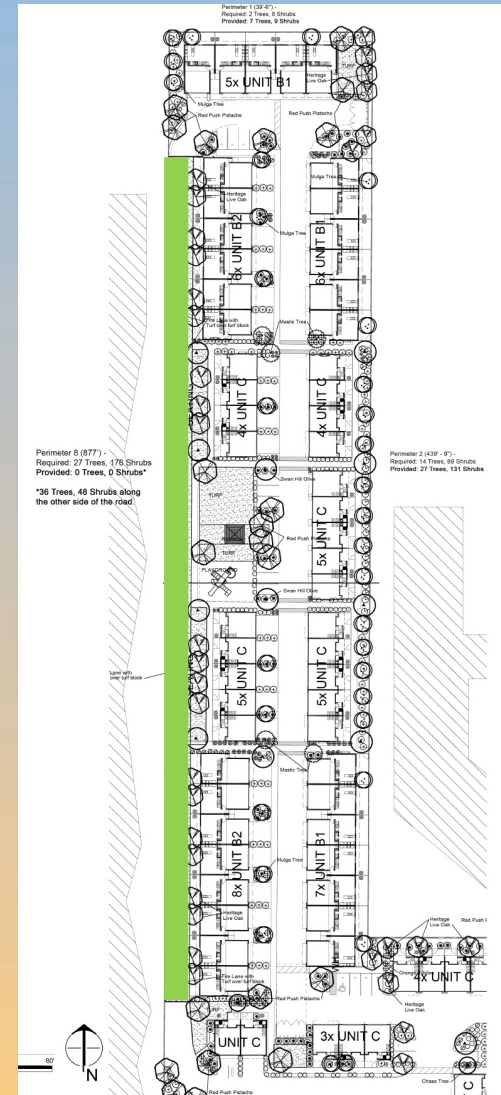 Perimeter 1 (39'-6") -
Required: 2 Trees, 8 Shrubs
Provided: 7 Trees, 9 Shrubs
TURF
Heritage
Live Oak
5x UNIT B1
Mulga Tree
Red Push Pistache
Red Push Pistache
Mulga Tree
Heritage
Live Oak
6x UNIT B2
6x UNIT B1
Mulga Tree
Fire Lane with
Turf over turf block
Mastic Tree
4x UNIT C
4x UNIT C
Perimeter 8 (877') -
Required: 27 Trees, 176 Shrubs
Provided: 0 Trees, 0 Shrubs*
*36 Trees, 48 Shrubs along
the other side of the road.
Perimeter 2 (439' - 9") -
Required: 14 Trees, 88 Shrubs
Provided: 27 Trees, 131 Shrubs
Swan Hill Olive
TURF
5x UNIT C
Red Push Pistache
TURF
PLAYGROUND
Swan Hill Olive
5x UNIT C
5x UNIT C
Lane with
over turf block
Mastic Tree
8x UNIT B2
7x UNIT B1
Mulga Tree
Heritage
Live Oak
Heritage
Live Oak
Red Push
4x UNIT C
Fire Lane with
Turf over turf block
Heritage
Live Oak
Red Push Pistache
TURF
UNIT C
3x UNIT C
80'
N
Chase Tree
C
Red Push Pistache